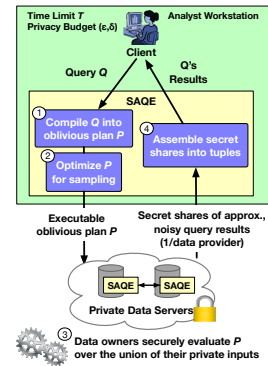 Time Limit T
Privacy Budget (ε,δ)
Analyst Workstation
Client
Query Q
Q's
Results
SAQE
1
Compile Q into
oblivious plan P
2
Optimize P
for sampling
4
Assemble secret
shares into tuples
Executable
oblivious plan P
Secret shares of approx.,
noisy query results
(1/data provider)
SAQE
SAQE
Private Data Servers
3
Data owners securely evaluate P
over the union of their private inputs